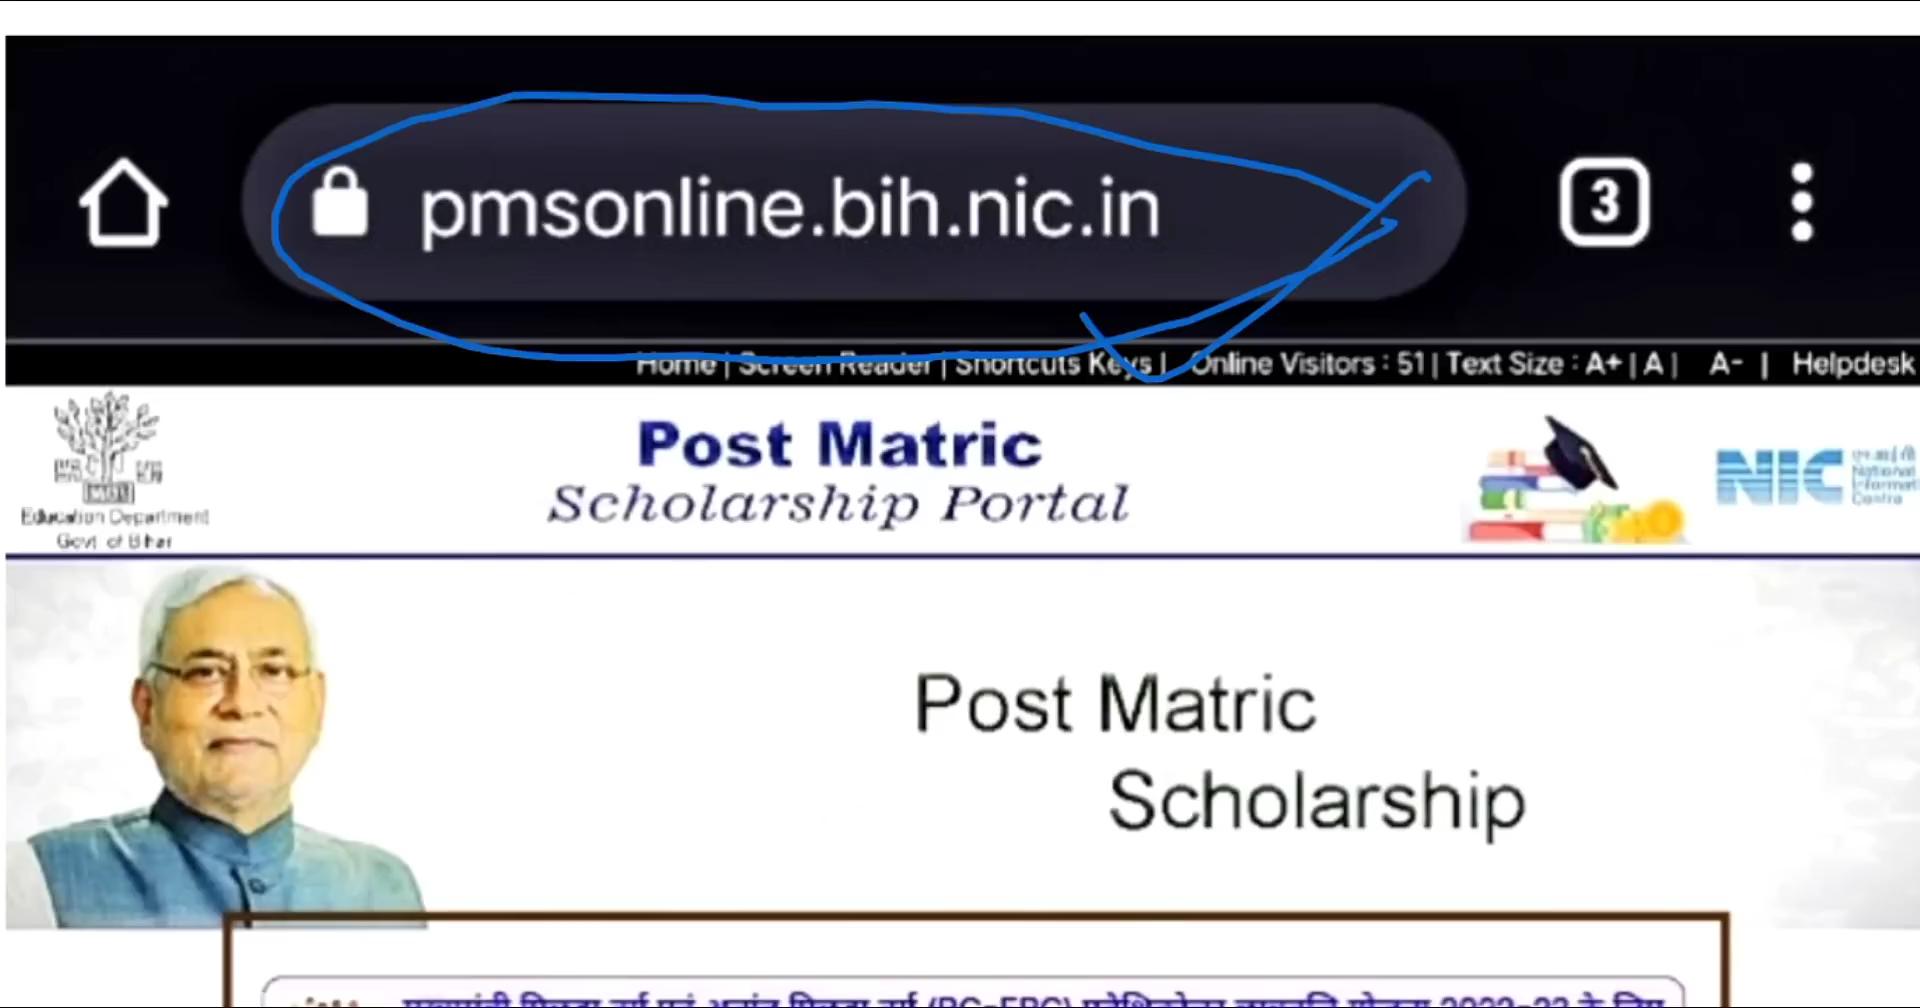 pmsonline.bih.nic.in
3
Home | Screen Reader | Shortcuts Keys | Online Visitors : 51 | Text Size : A+ | A | A- | Helpdesk
Post Matric
Scholarship Portal
Education Department
Govt of Bihar
NIC
National
Post Matric
Scholarship